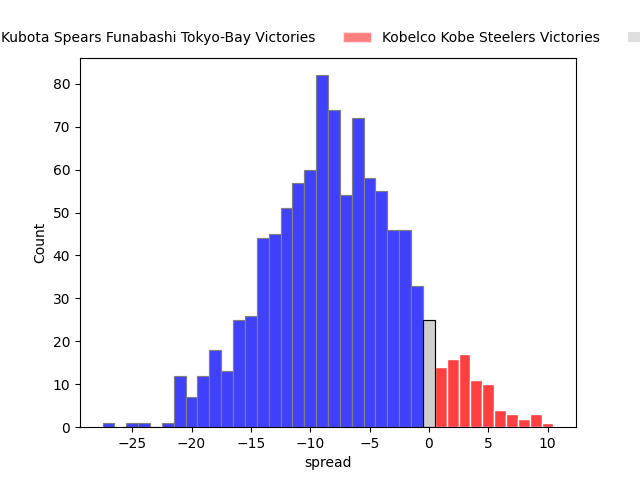 Kubota Spears Funabashi Tokyo-Bay Victories Kobelco Kobe Steelers Victories
80
70
60
50
40
30
20
10
0
Count
−25 −20 −15 −10 −5 0 5 10
spread